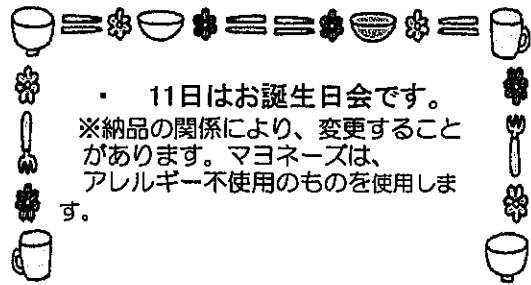 ・ 11日はお誕生日会です。
※納品の関係により、変更すること
があります。マヨネーズは、
アレルギー不使用のものを使用しま
す。